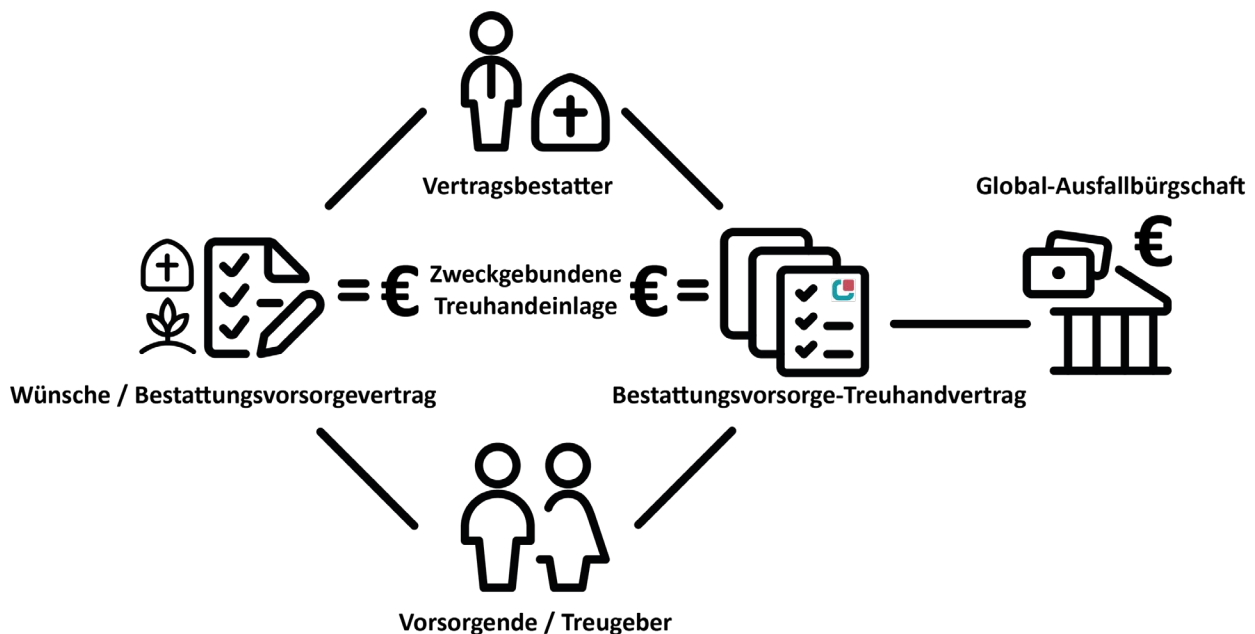 Vertragsbestatter
Global-Ausfallbürgschaft
€
= € Zweckgebundene € =
Treuhandeinlage
Wünsche / Bestattungsvorsorgevertrag
Bestattungsvorsorge-Treuhandvertrag
Vorsorgende / Treugeber